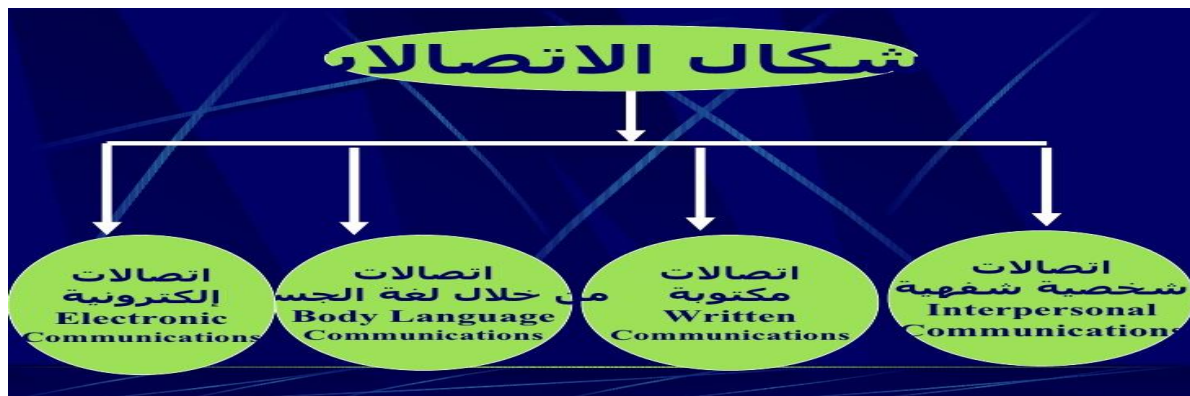 شكال الاتصالا
اتصالات
شخصية شفهية
Interpersonal
Communications
اتصالات
مكتوبة
Written
Communications
اتصالات
من خلال لغة الجس
Body Language
Communications
اتصالات
إلكترونية
Electronic
Communications